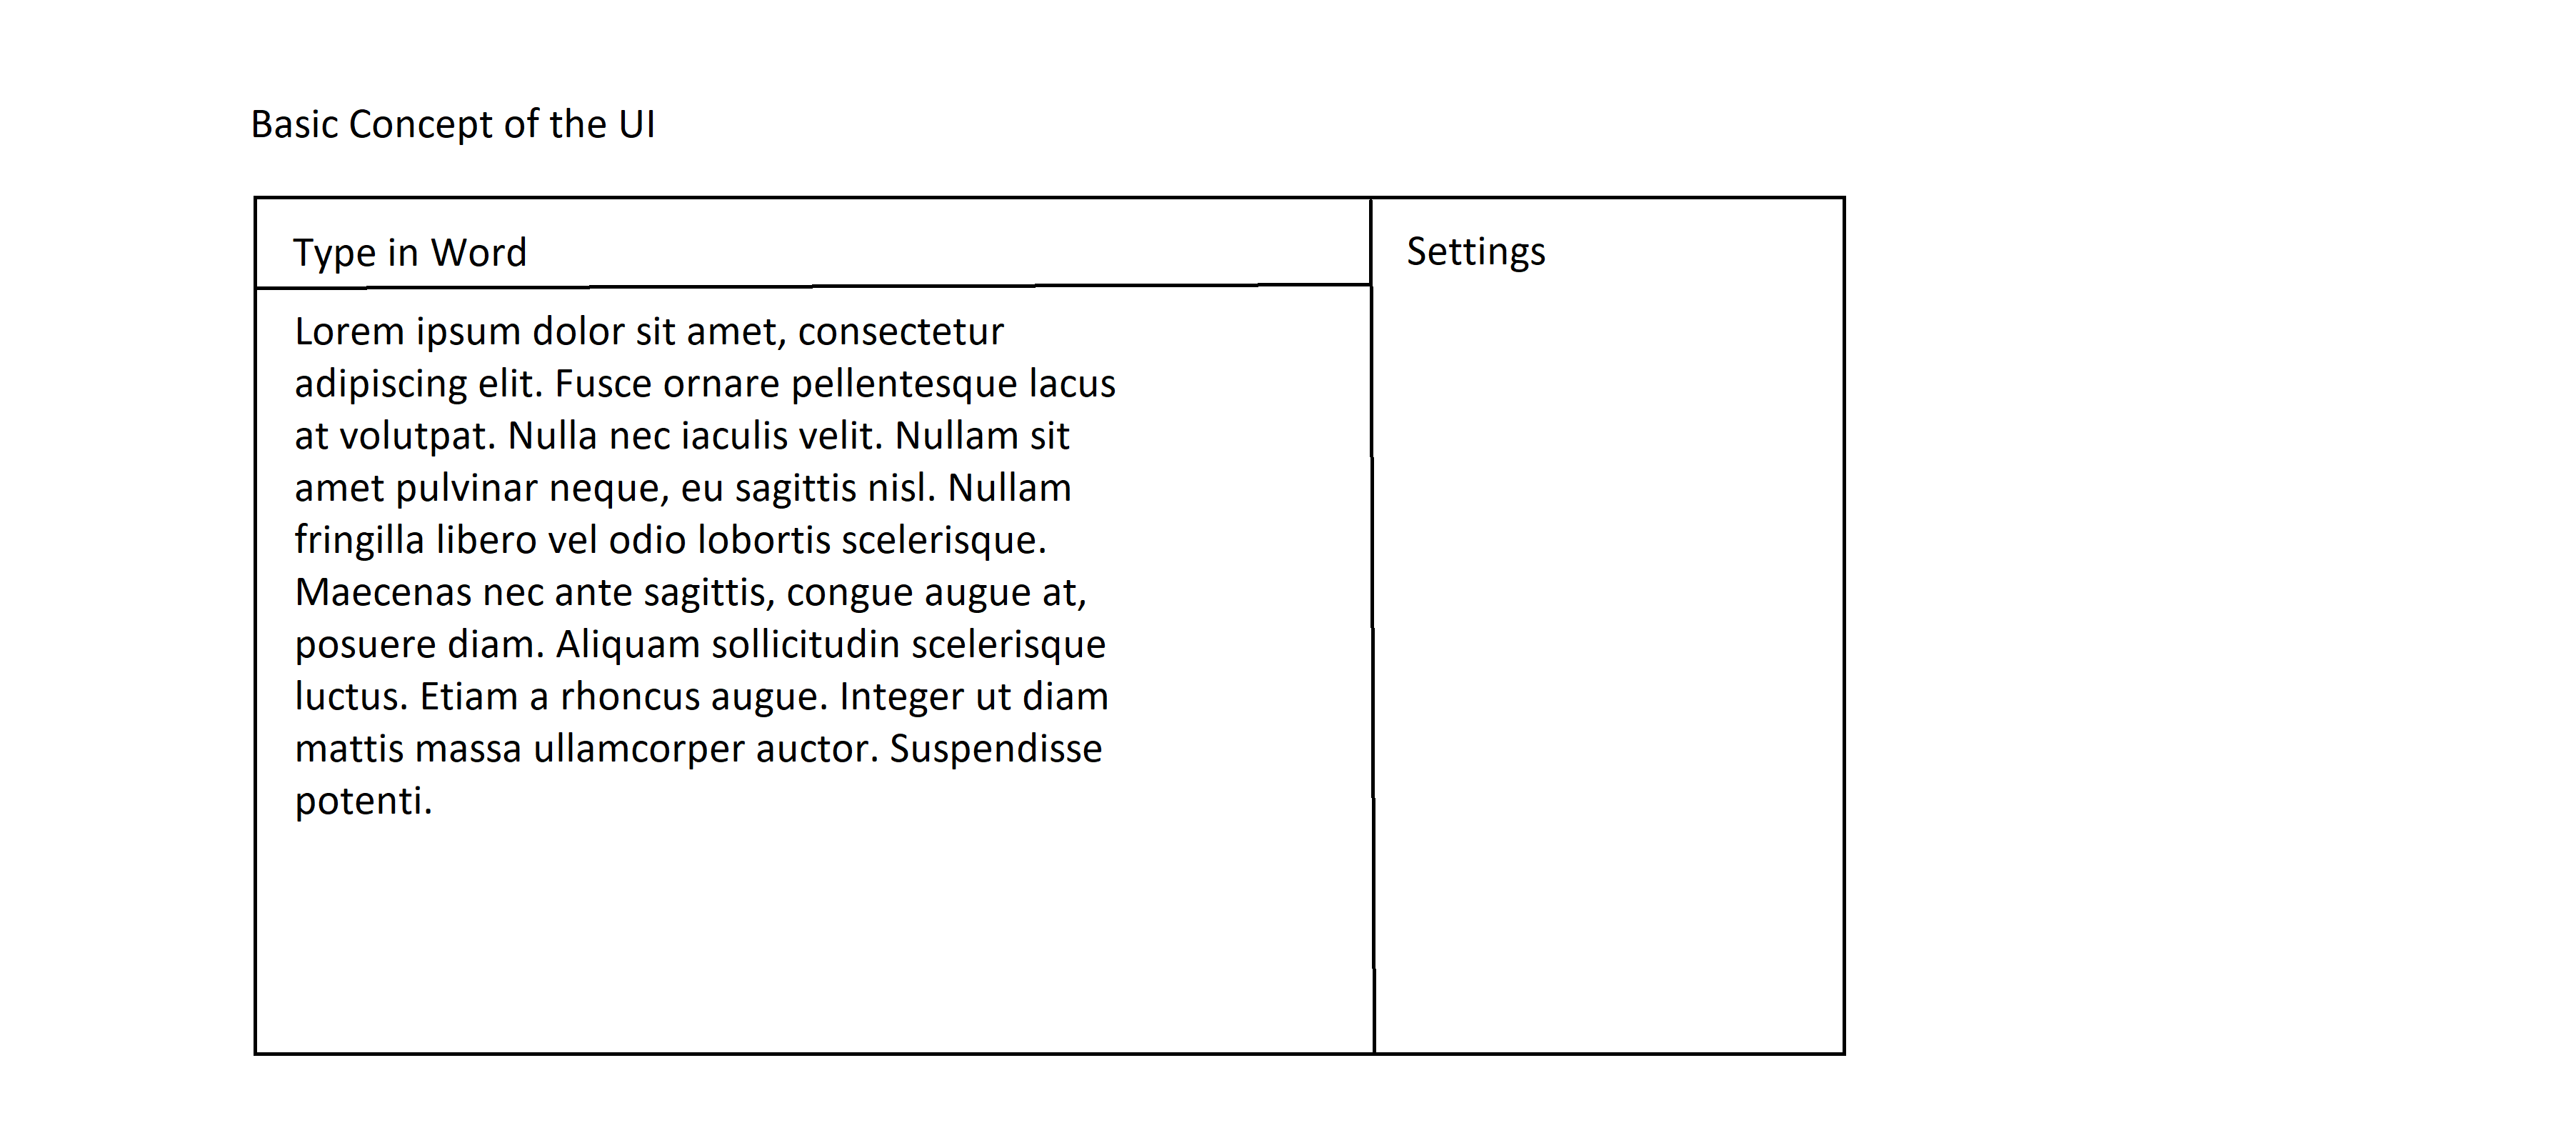 Basic Concept of the UI
Type in Word
Settings
Lorem ipsum dolor sit amet, consectetur
adipiscing elit. Fusce ornare pellentesque lacus
at volutpat. Nulla nec iaculis velit. Nullam sit
amet pulvinar neque, eu sagittis nisl. Nullam
fringilla libero vel odio lobortis scelerisque.
Maecenas nec ante sagittis, congue augue at,
posuere diam. Aliquam sollicitudin scelerisque
luctus. Etiam a rhoncus augue. Integer ut diam
mattis massa ullamcorper auctor. Suspendisse
potenti.